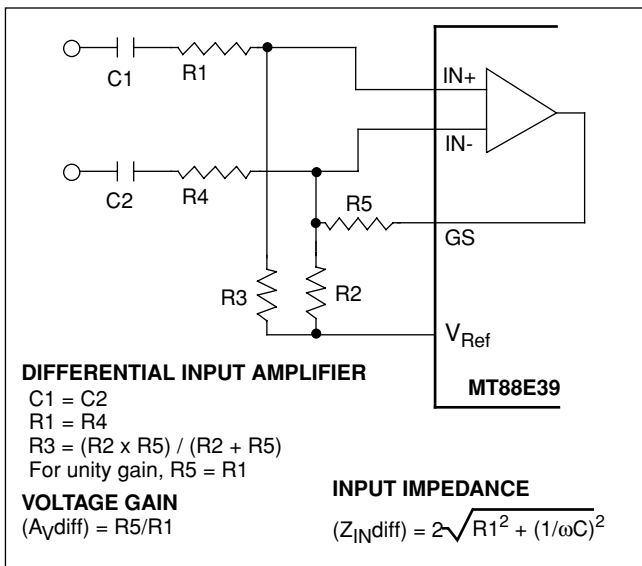 C1
R1
IN+
IN-
C2
R4
R5
GS
R3
R2
VRef
DIFFERENTIAL INPUT AMPLIFIER
MT88E39
C1 = C2
R1 = R4
R3 = (R2 x R5) / (R2 + R5)
For unity gain, R5 = R1
VOLTAGE GAIN
(AVdiff) = R5/R1
INPUT IMPEDANCE
(ZINdiff) = 2√R1² + (1/ωC)²